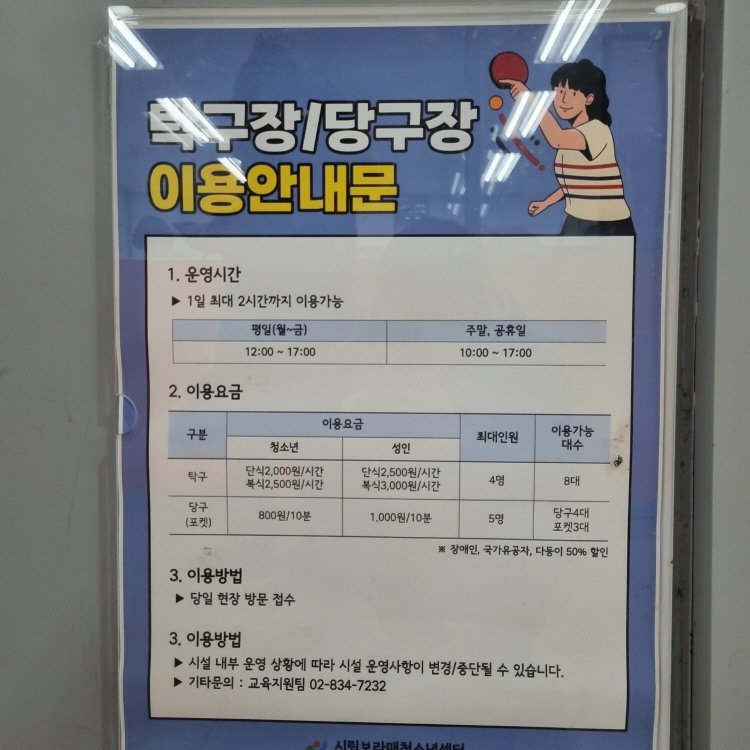 탁구장/당구장
이용안내문
1. 운영시간
▶ 1일 최대 2시간까지 이용가능
평일(월~금) 주말, 공휴일
12:00 ~ 17:00 10:00 ~ 17:00
2. 이용요금
구분 이용요금 최대인원 이용가능 대수
청소년 성인
탁구 단식2,000원/시간 복식2,500원/시간 단식2,500원/시간 복식3,000원/시간 4명 8대
당구 (포켓) 800원/10분 1,000원/10분 5명 당구4대 포켓3대
※ 장애인, 국가유공자, 다둥이 50% 할인
3. 이용방법
▶ 당일 현장 방문 접수
3. 이용방법
▶ 시설 내부 운영 상황에 따라 시설 운영사항이 변경/중단될 수 있습니다.
▶ 기타문의 : 교육지원팀 02-834-7232
시립보라매청소년센터